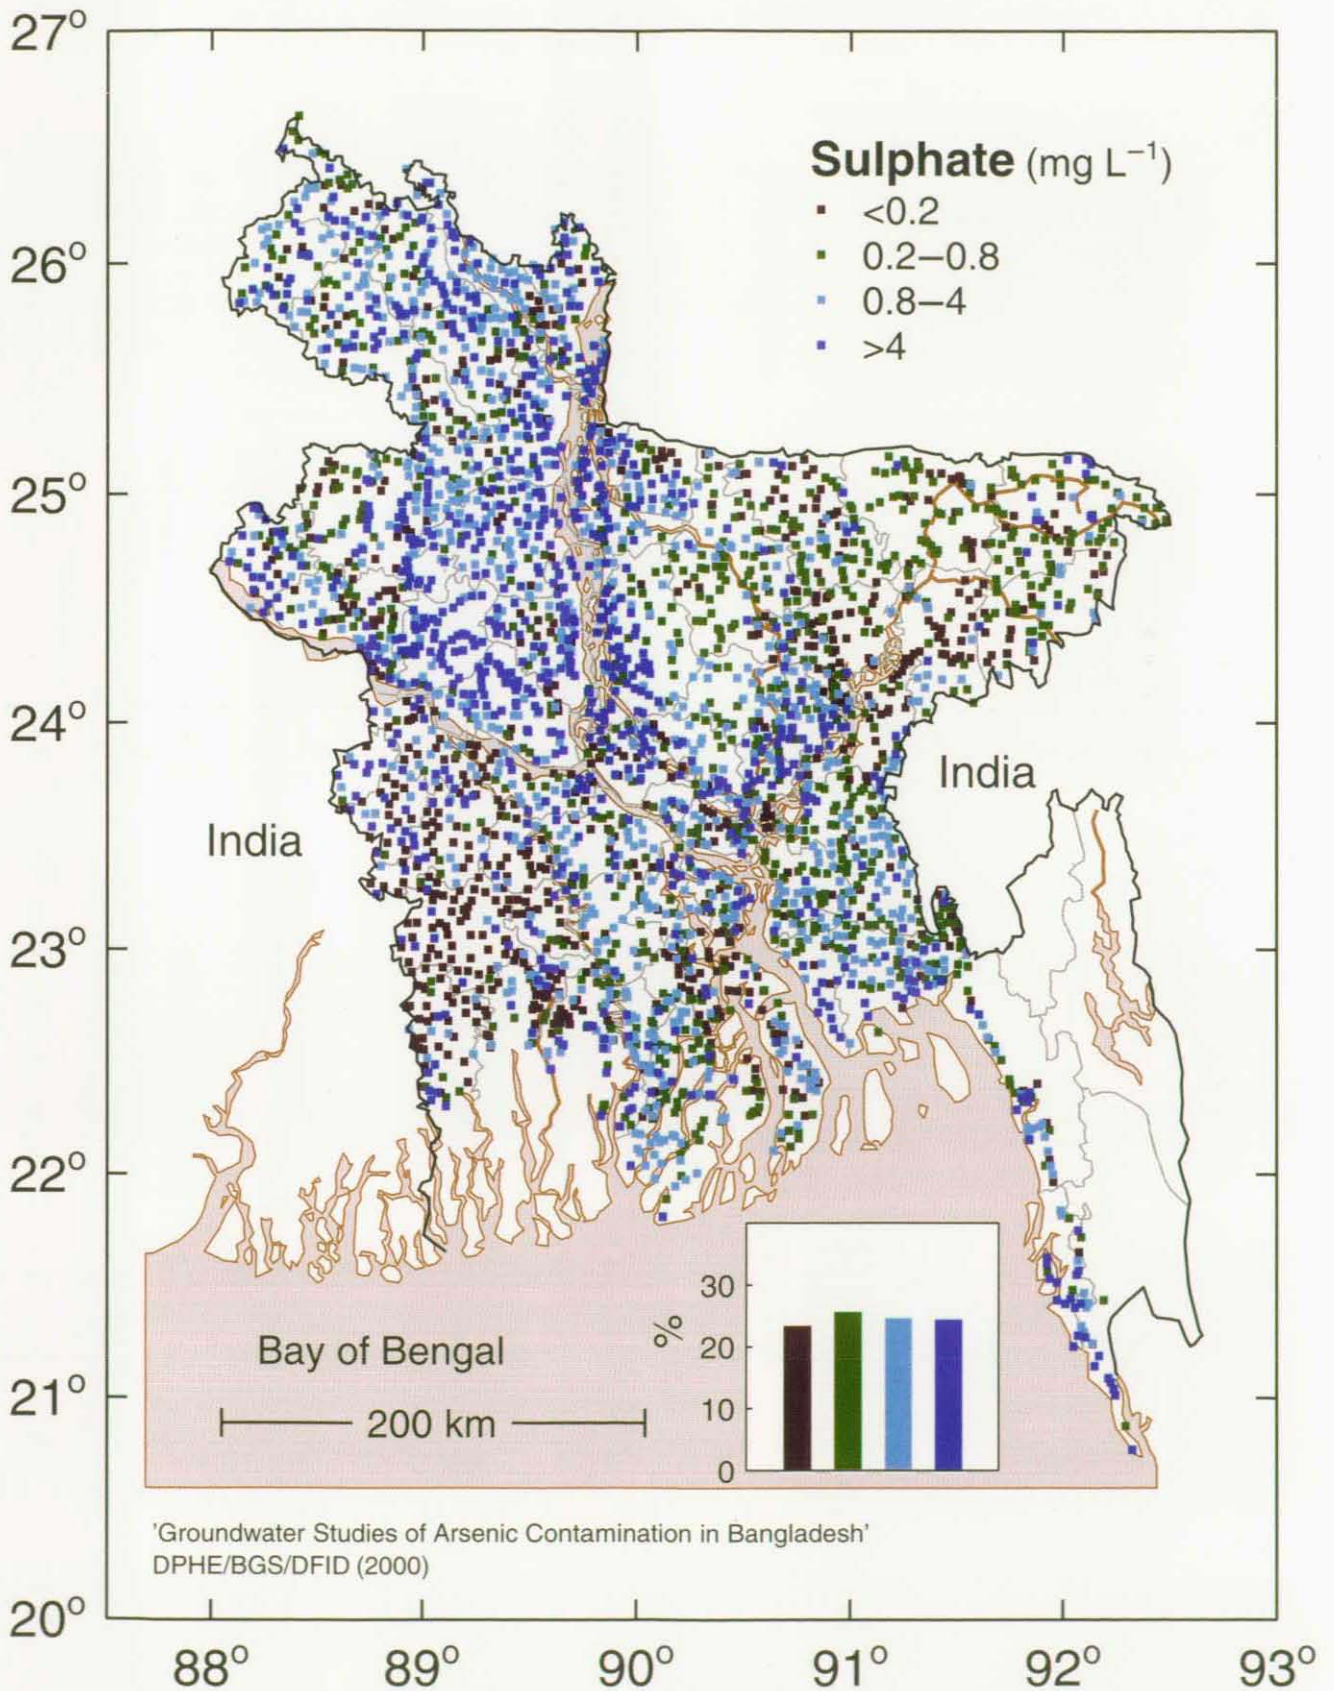 27°
26°
25°
24°
23°
22°
21°
20°
Sulphate (mg L⁻¹)
<0.2
0.2–0.8
0.8–4
>4
India
India
Bay of Bengal
200 km
%
30
20
10
0
'Groundwater Studies of Arsenic Contamination in Bangladesh'
DPHE/BGS/DFID (2000)
88° 89° 90° 91° 92° 93°